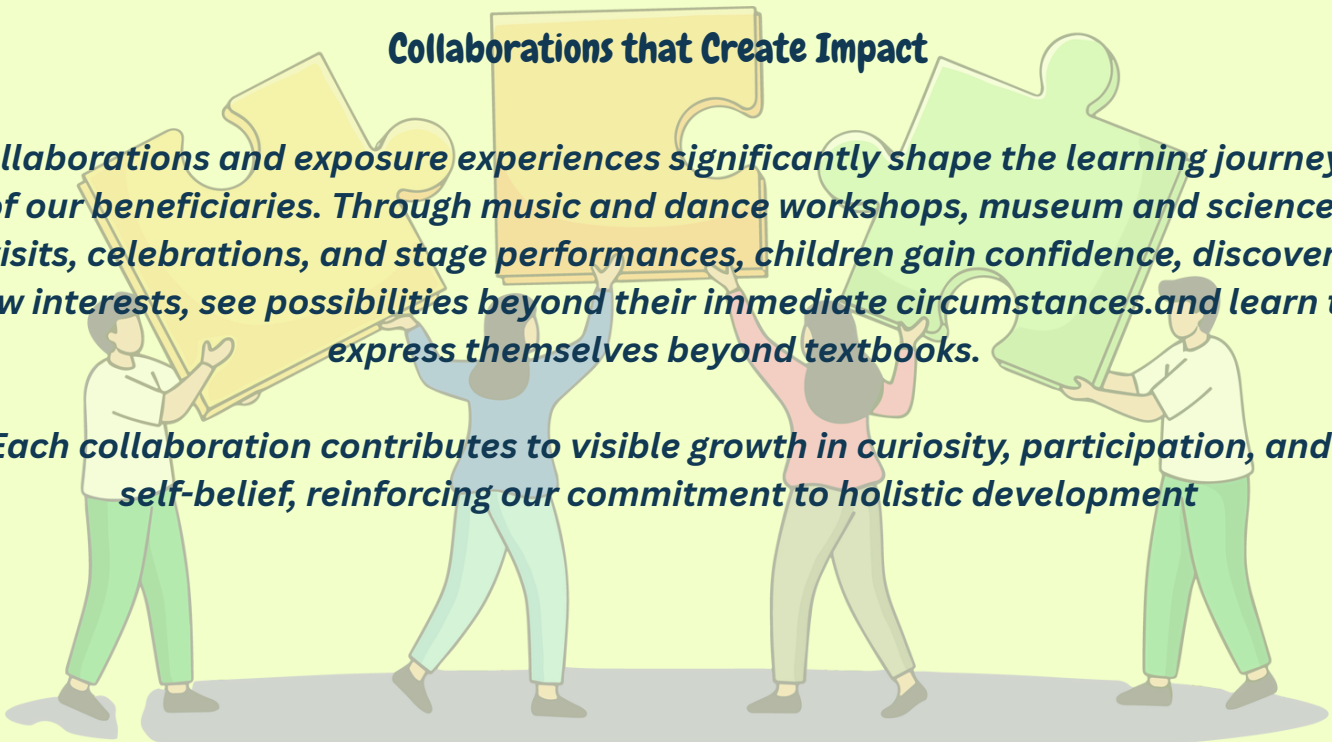 Collaborations that Create Impact
llaborations and exposure experiences significantly shape the learning journey
of our beneficiaries. Through music and dance workshops, museum and science
isits, celebrations, and stage performances, children gain confidence, discover
w interests, see possibilities beyond their immediate circumstances.and learn t
express themselves beyond textbooks.
Each collaboration contributes to visible growth in curiosity, participation, and
self-belief, reinforcing our commitment to holistic development